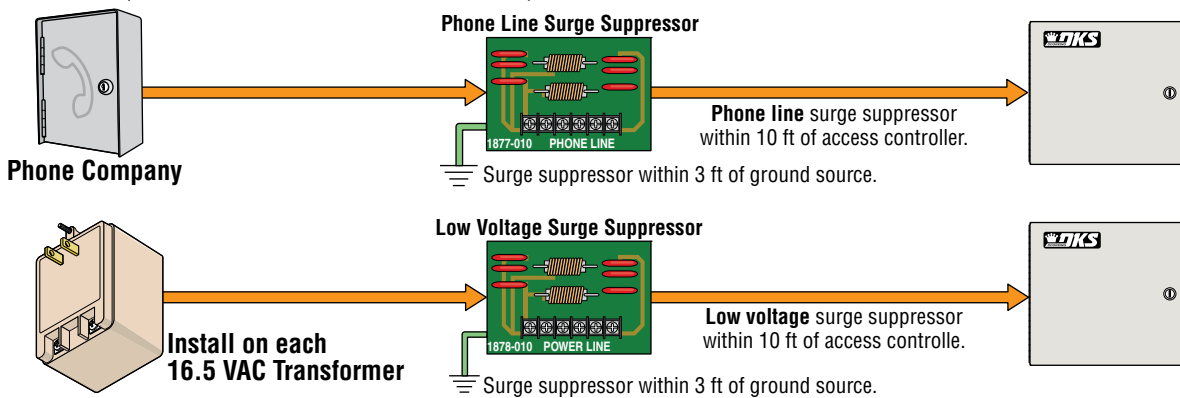 Phone Line Surge Suppressor
DKS
1877-010 PHONE LINE
Phone line surge suppressor
within 10 ft of access controller.
Phone Company
Surge suppressor within 3 ft of ground source.
Low Voltage Surge Suppressor
DKS
1878-010 POWER LINE
Low voltage surge suppressor
within 10 ft of access controlle.
Install on each
16.5 VAC Transformer
Surge suppressor within 3 ft of ground source.